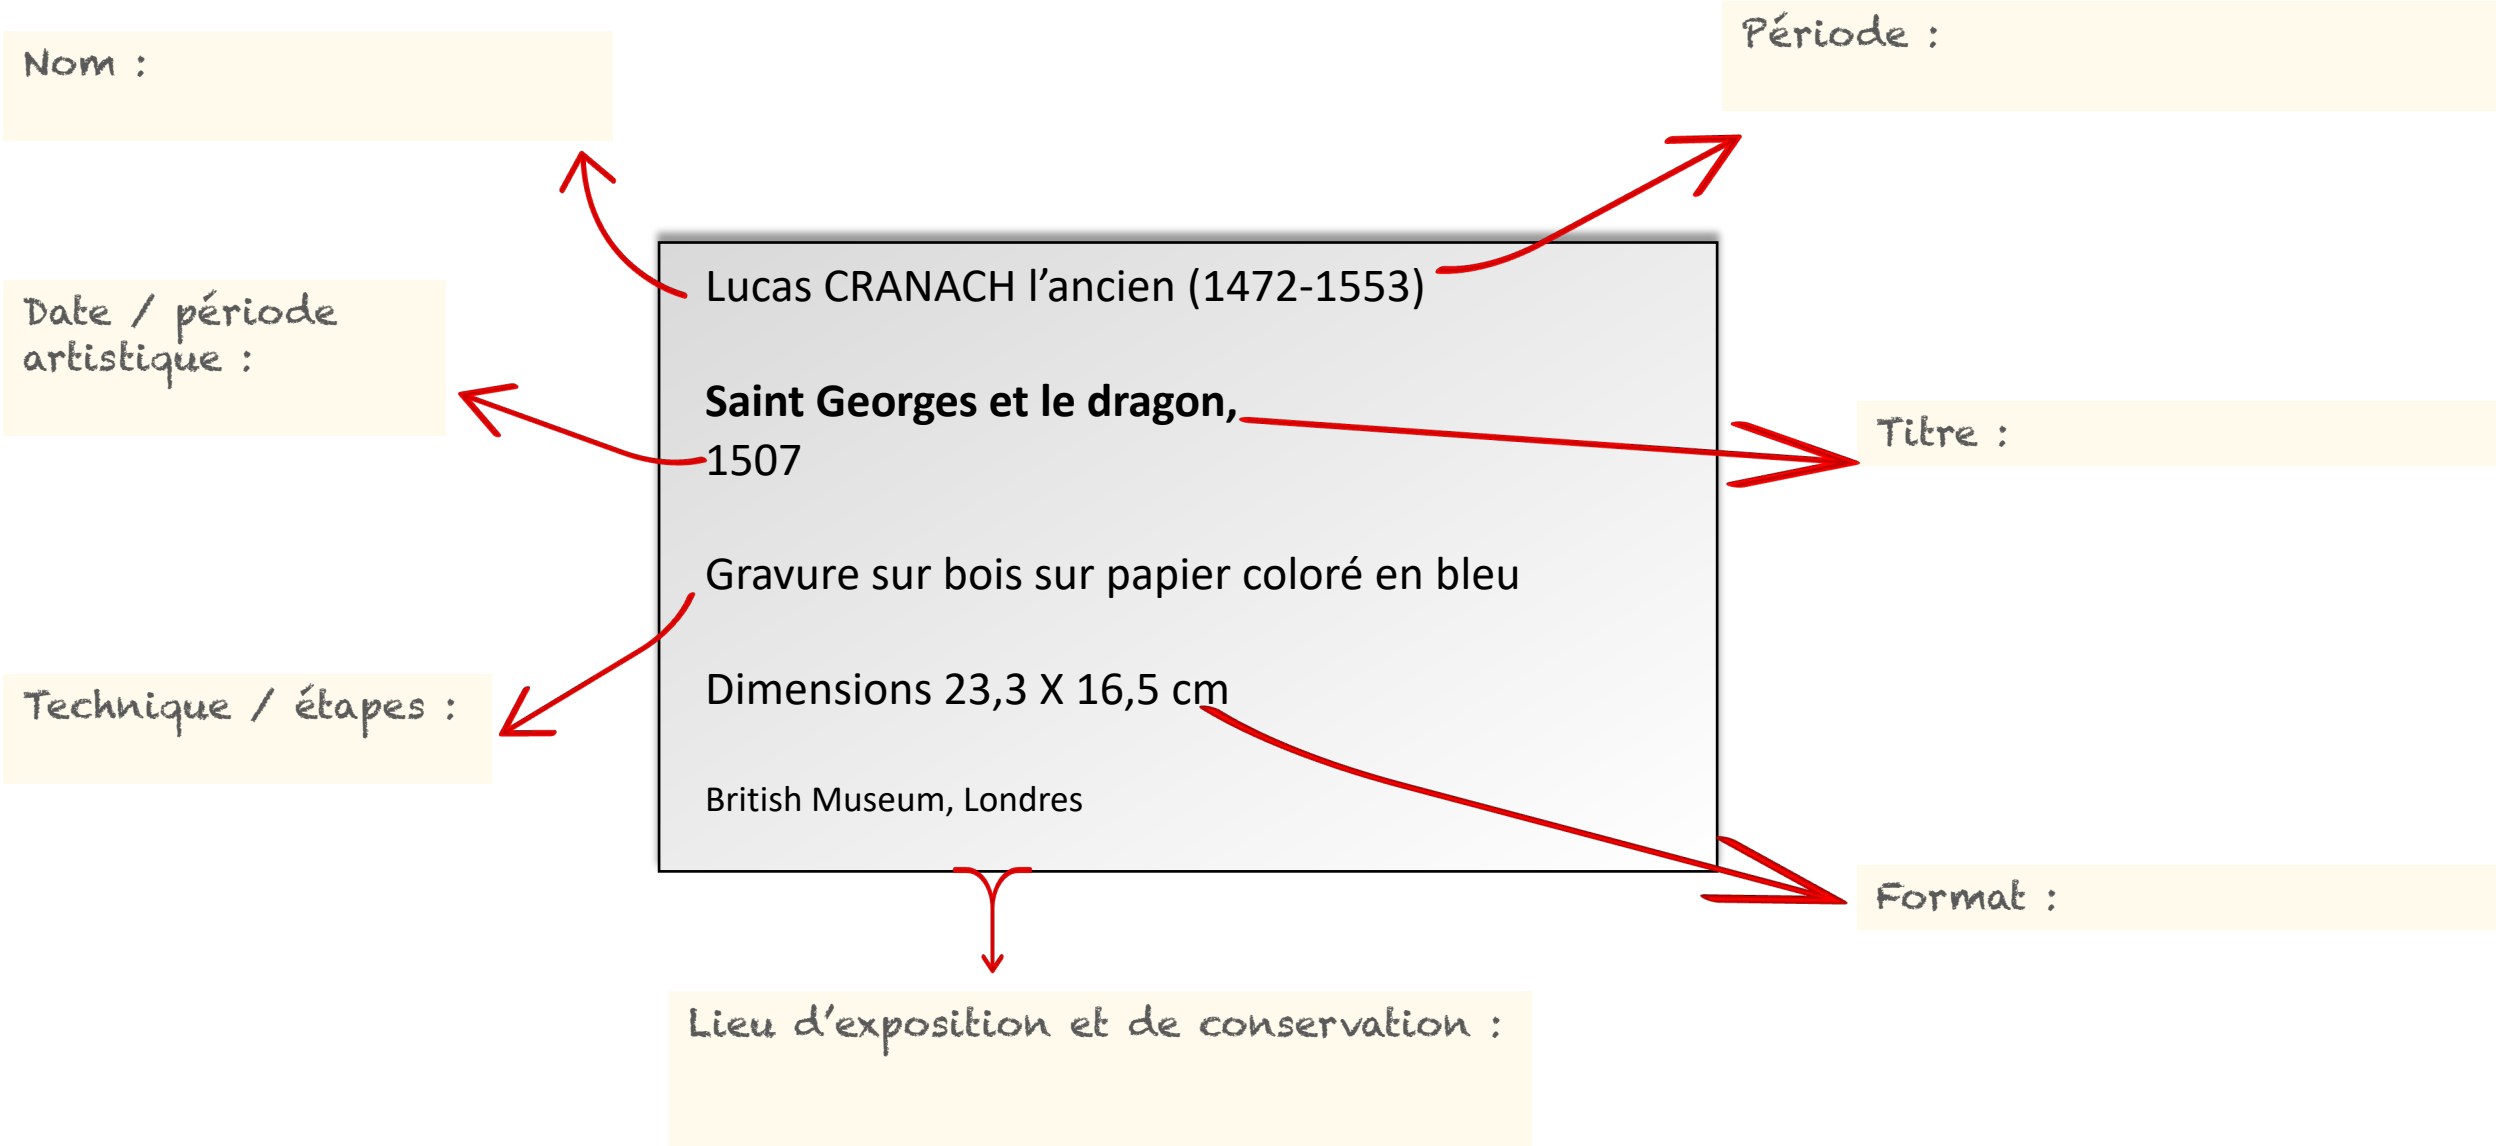 Nom :
Période :
Lucas CRANACH l’ancien (1472-1553)
Date / période
artistique :
Saint Georges et le dragon,
1507
Titre :
Gravure sur bois sur papier coloré en bleu
Technique / étapes :
Dimensions 23,3 X 16,5 cm
British Museum, Londres
Format :
Lieu d’exposition et de conservation :